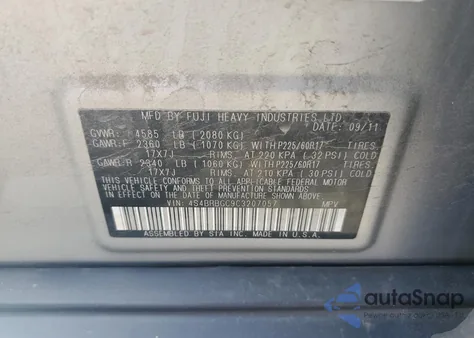 MFD BY FUJI HEAVY INDUSTRIES LTD.
DATE: 09/11
GVWR: 4585 LB (2080 KG)
GAWR:F 2360 LB (1070 KG) WITH P225/60R17 TIRES.
17X7J RIMS, AT 220 KPA (32 PSI) COLD
GAWR:R 2340 LB (1060 KG) WITH P225/60R17 TIRES.
17X7J RIMS, AT 210 KPA (30 PSI) COLD
THIS VEHICLE CONFORMS TO ALL APPLICABLE FEDERAL
MOTOR VEHICLE SAFETY AND THEFT PREVENTION STANDARDS
IN EFFECT ON THE DATE OF MANUFACTURE SHOWN ABOVE.
VIN: 4S4BRBGC9C3207057 MPV
ASSEMBLED BY SIA, INC. MADE IN U.S.A.
autoSnap